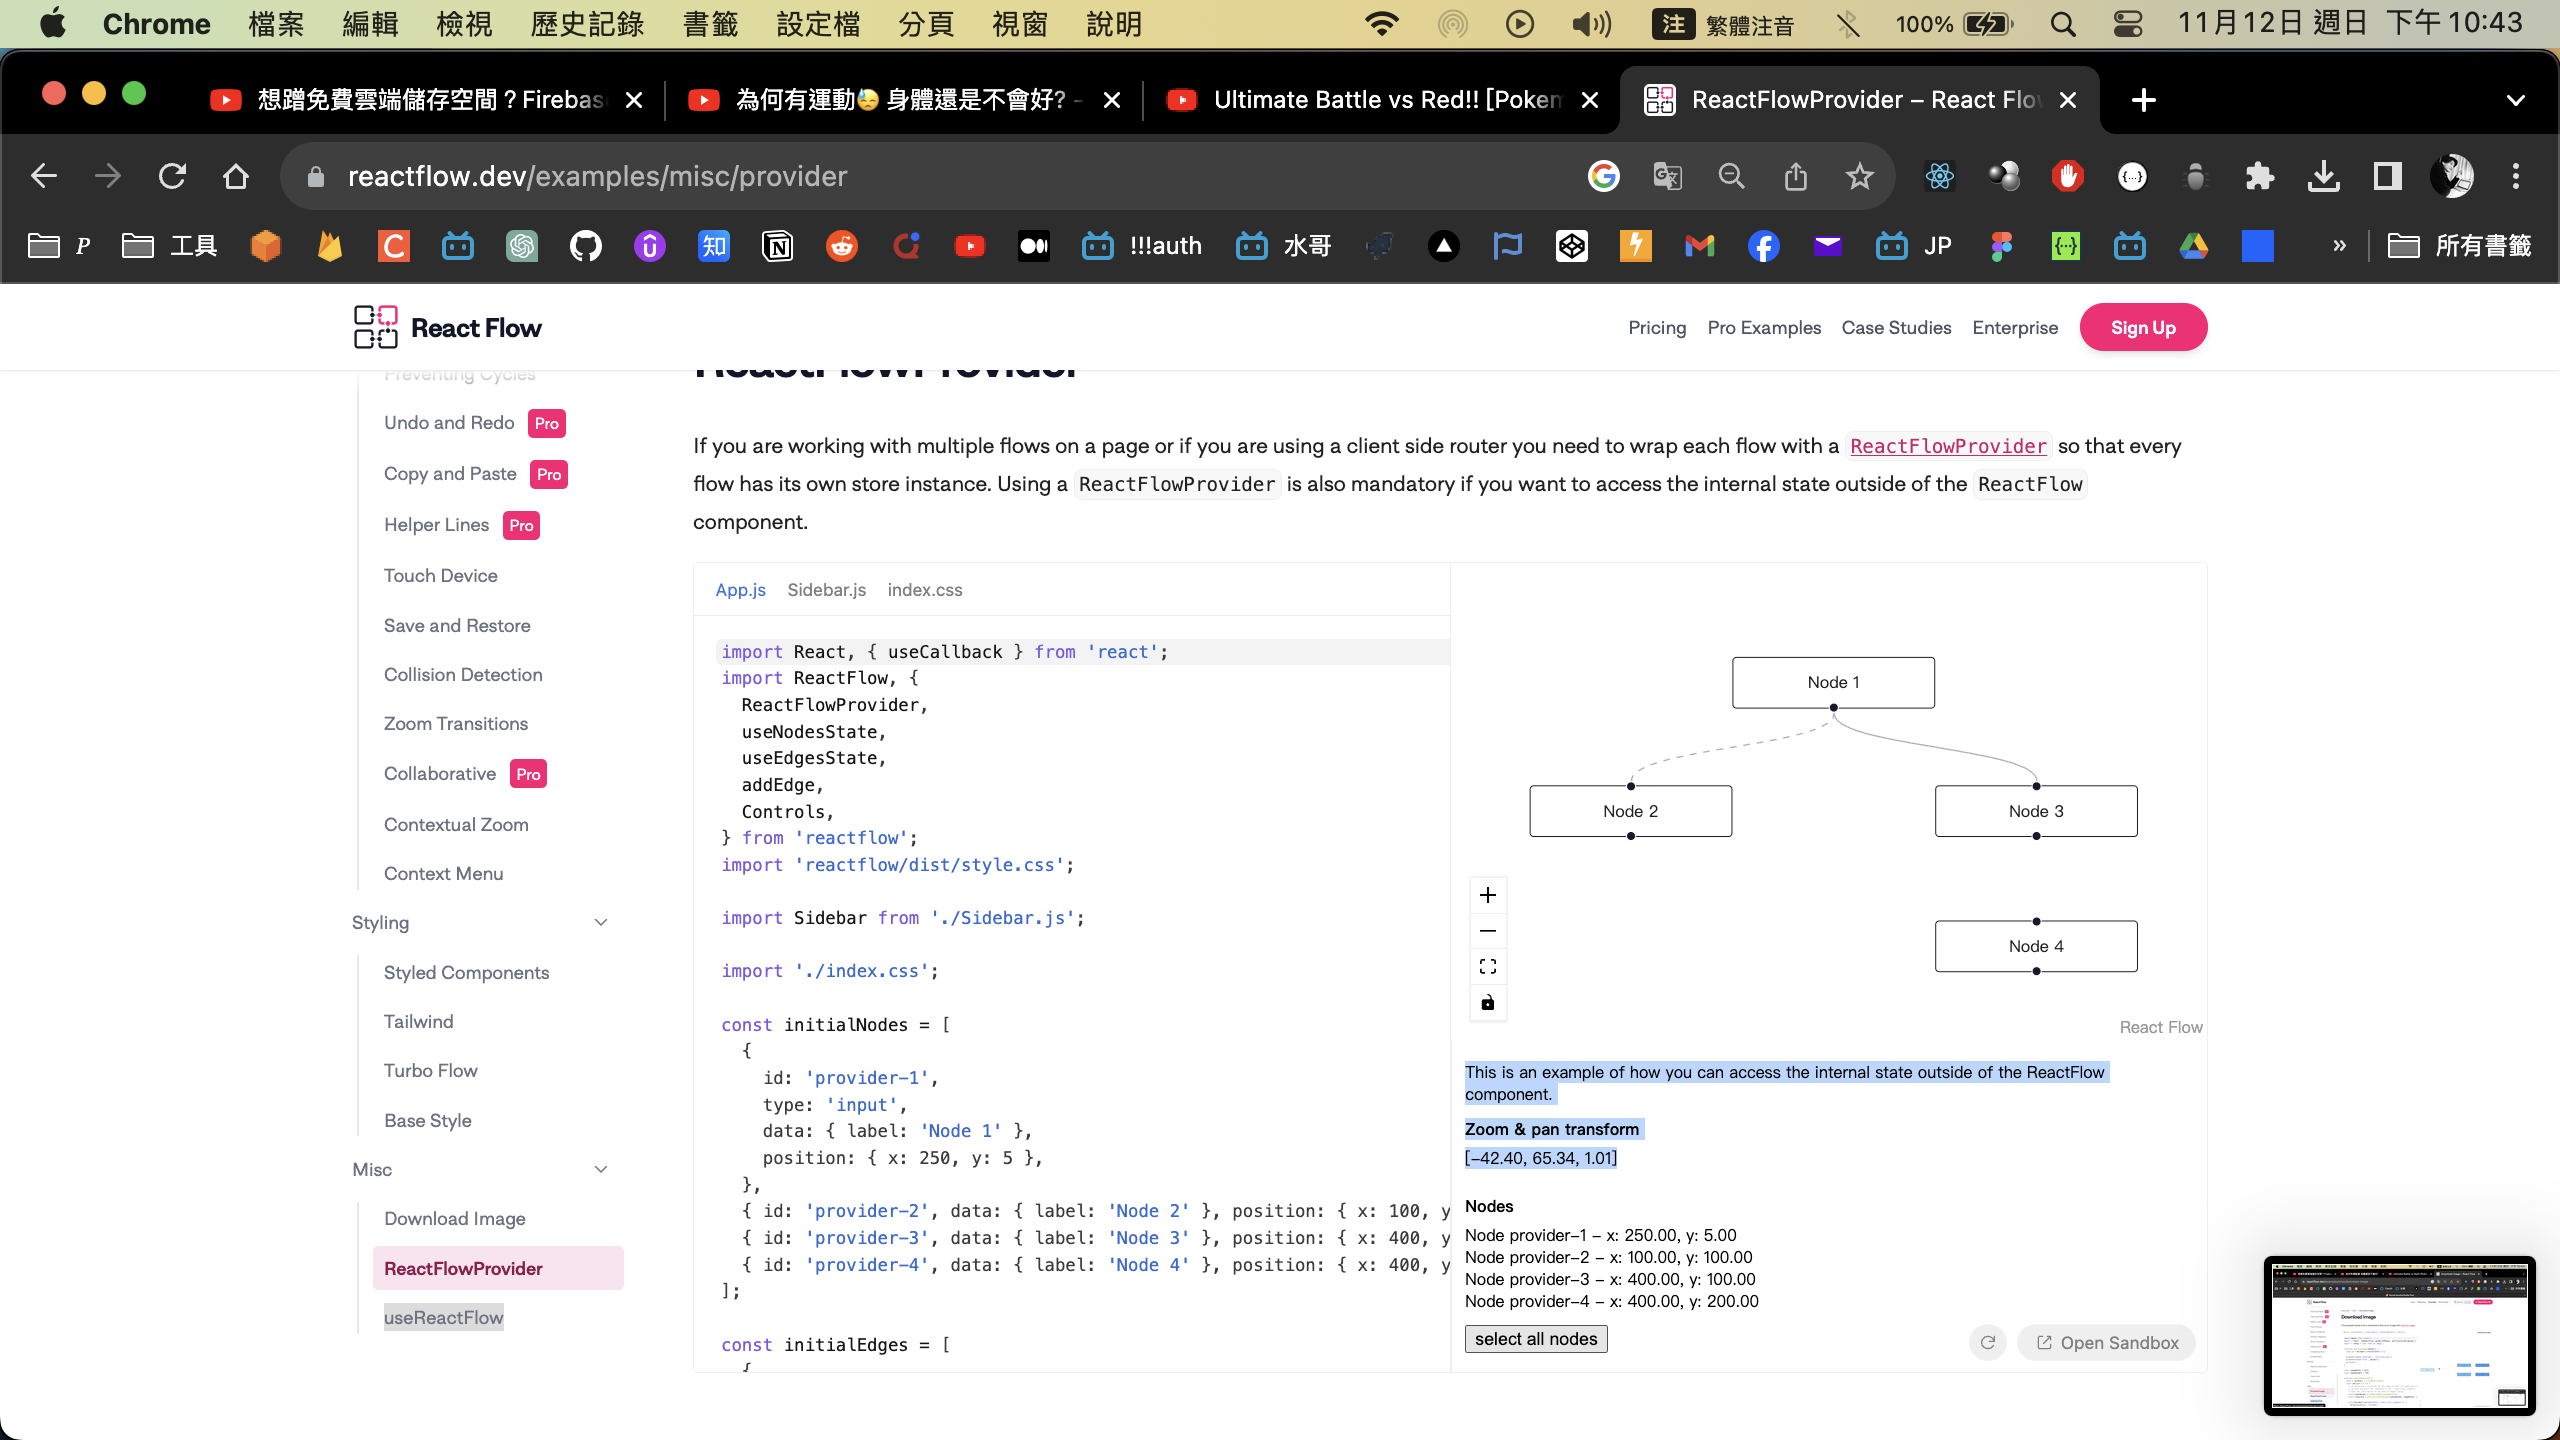 Chrome 檔案 編輯 檢視 歷史記錄 書籤 設定檔 分頁 視窗 說明 注 繁體注音 100% 11月12日 週日 下午 10:43
想蹭免費雲端儲存空間？Firebas 為何有運動😓 身體還是不會好? - Ultimate Battle vs Red!! [Pokem ReactFlowProvider – React Flo
reactflow.dev/examples/misc/provider
P 工具 !!!auth 水哥 JP » 所有書籤
React Flow Pricing Pro Examples Case Studies Enterprise Sign Up
Preventing Cycles
Undo and Redo Pro
Copy and Paste Pro
Helper Lines Pro
Touch Device
Save and Restore
Collision Detection
Zoom Transitions
Collaborative Pro
Contextual Zoom
Context Menu
Styling
Styled Components
Tailwind
Turbo Flow
Base Style
Misc
Download Image
ReactFlowProvider
useReactFlow
ReactFlowProvider
If you are working with multiple flows on a page or if you are using a client side router you need to wrap each flow with a ReactFlowProvider so that every
flow has its own store instance. Using a ReactFlowProvider is also mandatory if you want to access the internal state outside of the ReactFlow
component.
App.js Sidebar.js index.css
import React, { useCallback } from 'react';
import ReactFlow, {
ReactFlowProvider,
useNodesState,
useEdgesState,
addEdge,
Controls,
} from 'reactflow';
import 'reactflow/dist/style.css';
import Sidebar from './Sidebar.js';
import './index.css';
const initialNodes = [
{
id: 'provider-1',
type: 'input',
data: { label: 'Node 1' },
position: { x: 250, y: 5 },
},
{ id: 'provider-2', data: { label: 'Node 2' }, position: { x: 100, y
{ id: 'provider-3', data: { label: 'Node 3' }, position: { x: 400, y
{ id: 'provider-4', data: { label: 'Node 4' }, position: { x: 400, y
];
const initialEdges = [
{
Node 1
Node 2
Node 3
Node 4
React Flow
This is an example of how you can access the internal state outside of the ReactFlow
component.
Zoom & pan transform
[-42.40, 65.34, 1.01]
Nodes
Node provider-1 - x: 250.00, y: 5.00
Node provider-2 - x: 100.00, y: 100.00
Node provider-3 - x: 400.00, y: 100.00
Node provider-4 - x: 400.00, y: 200.00
select all nodes
Open Sandbox
Download Image